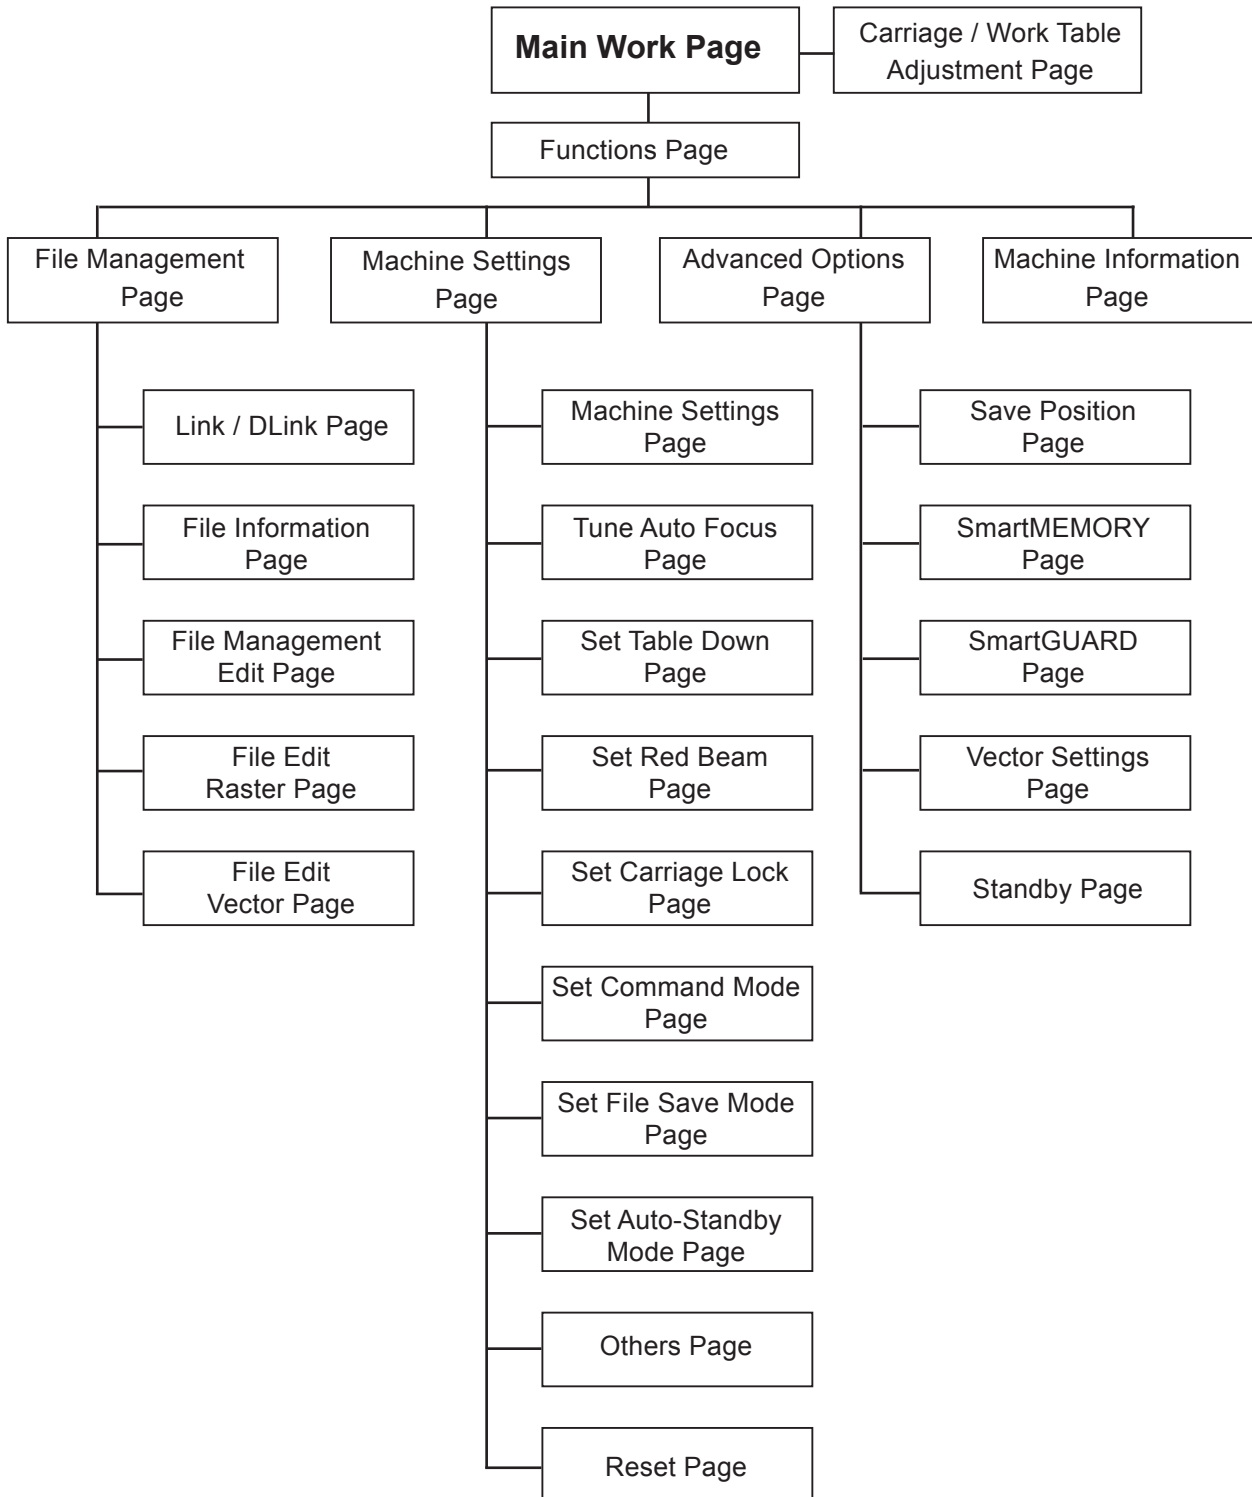 Main Work Page
Carriage / Work Table
Adjustment Page
Functions Page
File Management
Page
Machine Settings
Page
Advanced Options
Page
Machine Information
Page
Link / DLink Page
File Information
Page
File Management
Edit Page
File Edit
Raster Page
File Edit
Vector Page
Machine Settings
Page
Tune Auto Focus
Page
Set Table Down
Page
Set Red Beam
Page
Set Carriage Lock
Page
Set Command Mode
Page
Set File Save Mode
Page
Set Auto-Standby
Mode Page
Others Page
Reset Page
Save Position
Page
SmartMEMORY
Page
SmartGUARD
Page
Vector Settings
Page
Standby Page